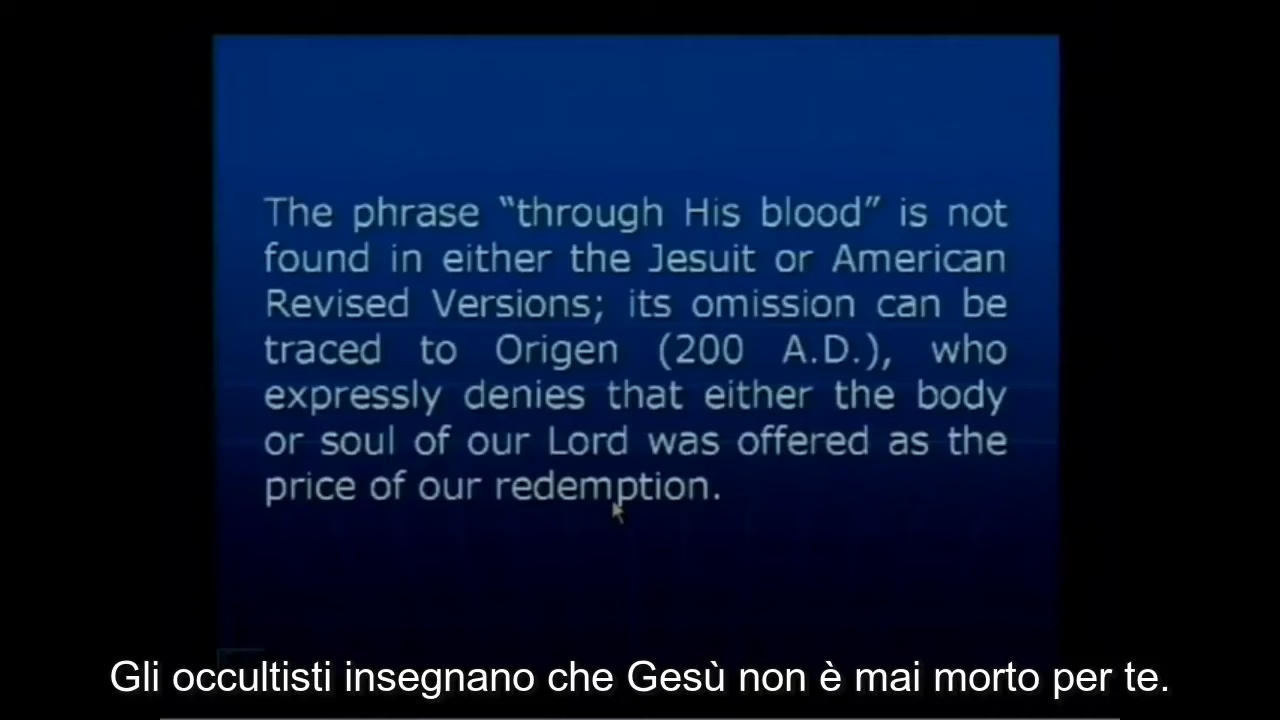 The phrase “through His blood” is not
found in either the Jesuit or American
Revised Versions; its omission can be
traced to Origen (200 A.D.), who
expressly denies that either the body
or soul of our Lord was offered as the
price of our redemption.
Gli occultisti insegnano che Gesù non è mai morto per te.